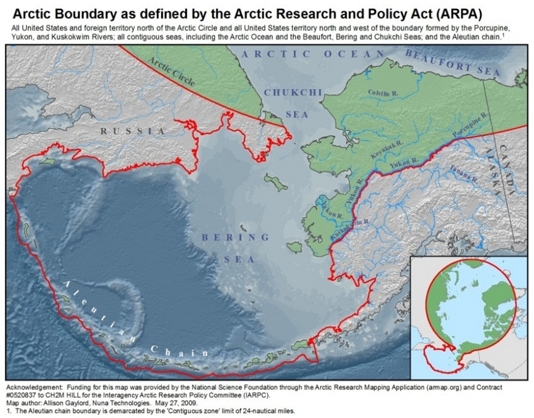 Arctic Boundary as defined by the Arctic Research and Policy Act (ARPA)
All United States and foreign territory north of the Arctic Circle and all United States territory north and west of the boundary formed by the Porcupine,
Yukon, and Kuskokwim Rivers; all contiguous seas, including the Arctic Ocean and the Beaufort, Bering and Chukchi Seas; and the Aleutian chain.1
ARCTIC OCEAN
BEAUFORT SEA
Arctic Circle
CHUKCHI
SEA
Colville R.
RUSSIA
Porcupine R.
Koyukuk R.
Yukon R.
Tanana R.
CANADA
ALASKA
Yukon R.
BERING
SEA
Aleutian
Chain
Acknowledgement: Funding for this map was provided by the National Science Foundation through the Arctic Research Mapping Application (armap.org) and Contract
#0520837 to CH2M HILL for the Interagency Arctic Research Policy Committee (IARPC).
Map author: Allison Gaylord, Nuna Technologies. May 27, 2009.
1. The Aleutian chain boundary is demarcated by the 'Contiguous zone' limit of 24-nautical miles.